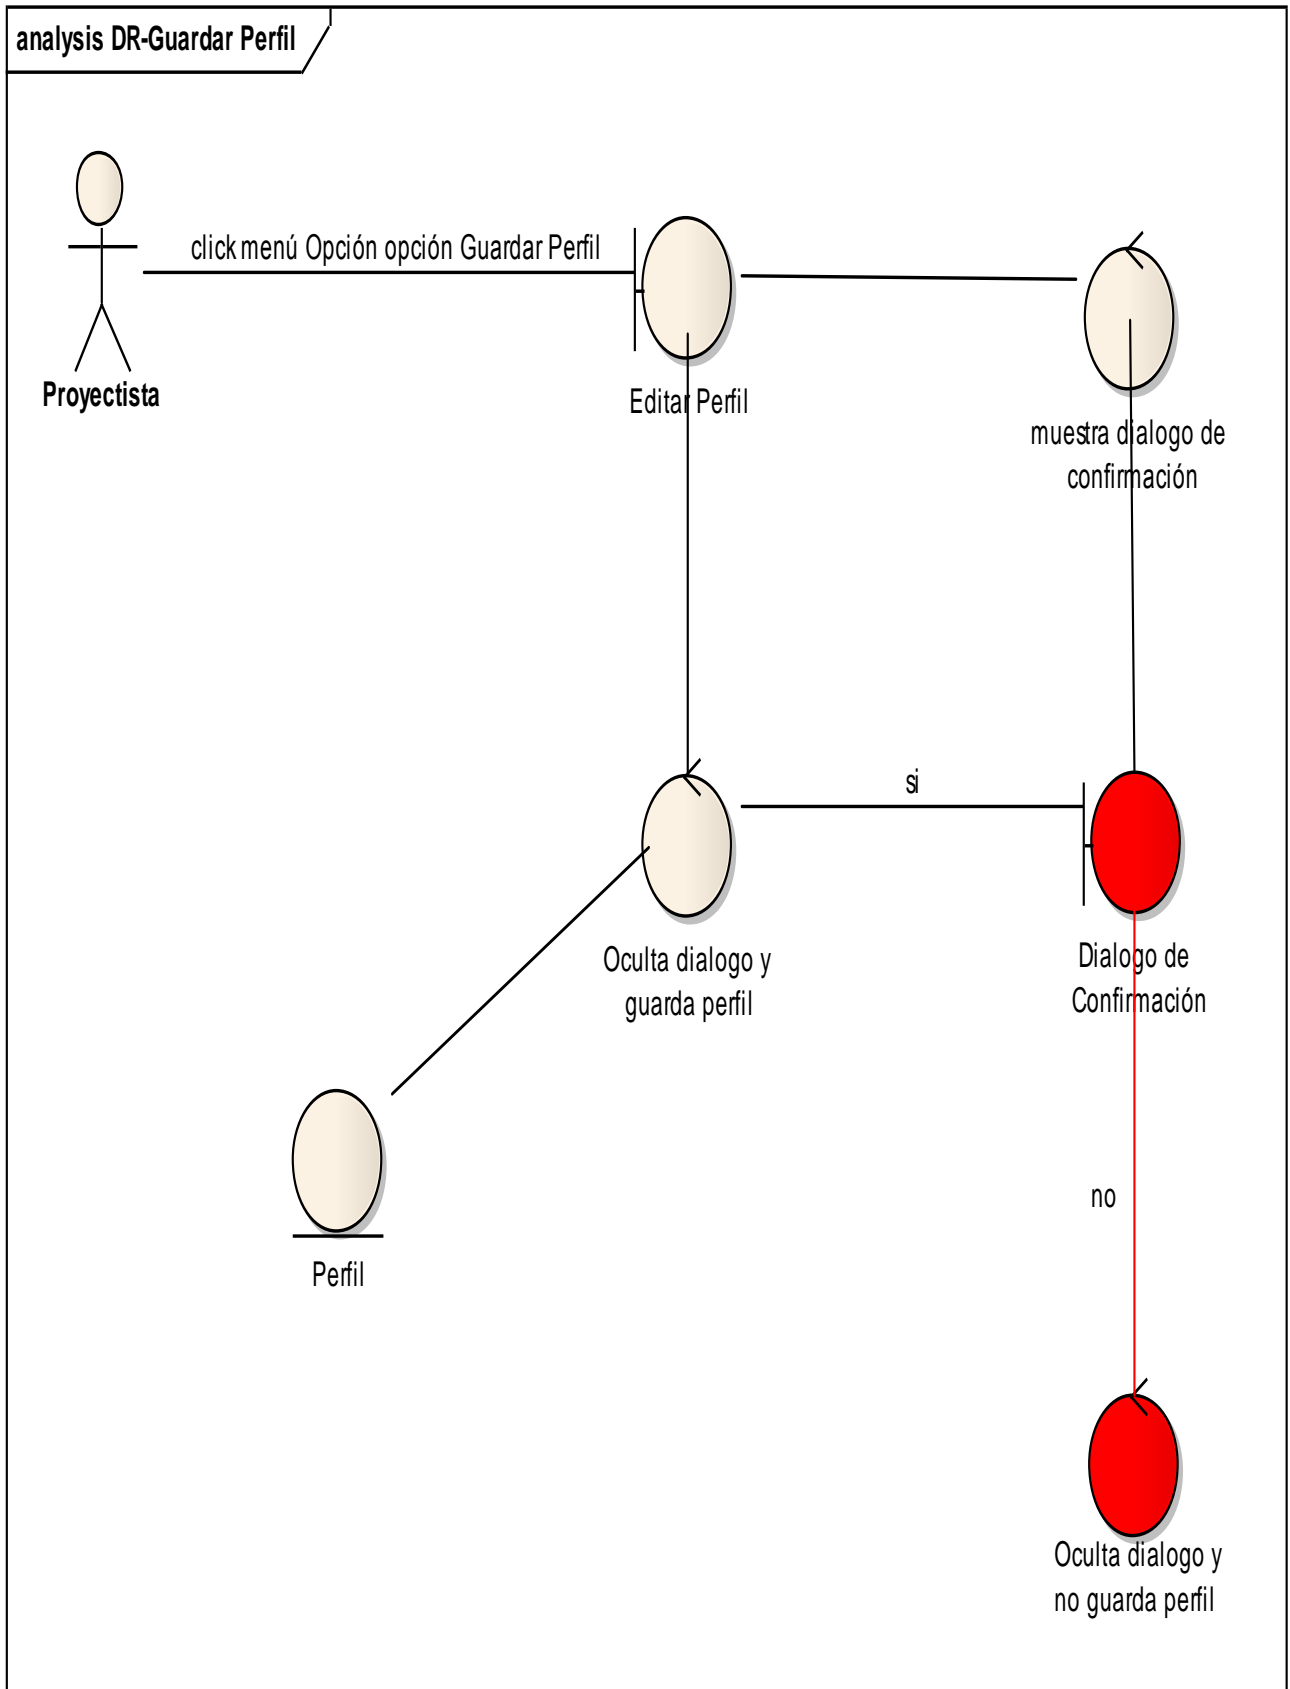 analysis DR-Guardar Perfil
click menú Opción opción Guardar Perfil
Proyectista
Editar Perfil
muestra dialogo de
confirmación
si
Oculta dialogo y
guarda perfil
Dialogo de
Confirmación
no
Perfil
Oculta dialogo y
no guarda perfil